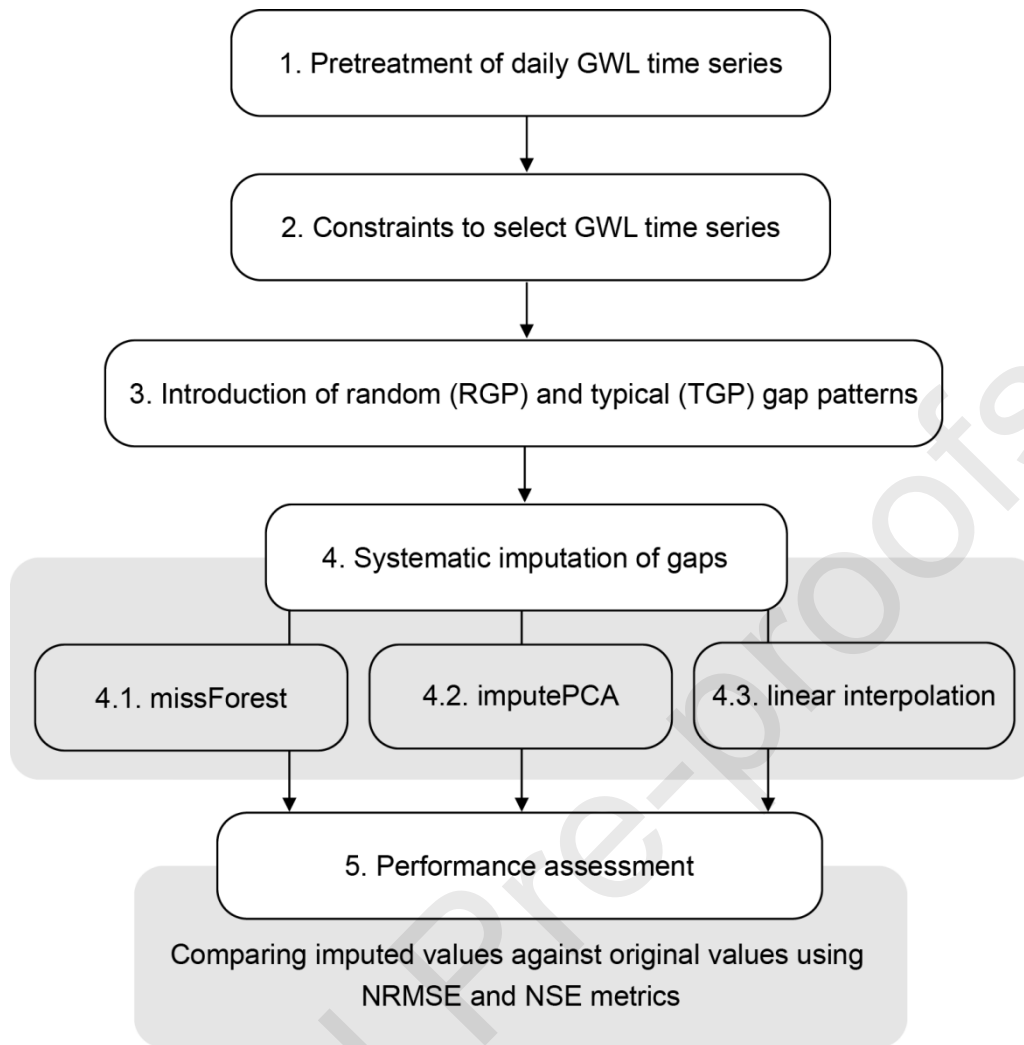 1. Pretreatment of daily GWL time series
2. Constraints to select GWL time series
3. Introduction of random (RGP) and typical (TGP) gap patterns
4. Systematic imputation of gaps
4.1. missForest
4.2. imputePCA
4.3. linear interpolation
5. Performance assessment
Comparing imputed values against original values using
NRMSE and NSE metrics
Pre-proofs